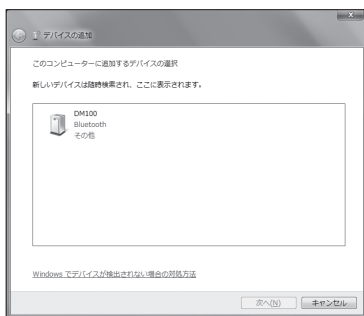 デバイスの追加
このコンピューターに追加するデバイスの選択
新しいデバイスは随時検索され、ここに表示されます。
DM100
Bluetooth
その他
Windows でデバイスが検出されない場合の対処方法
次へ(N)
キャンセル